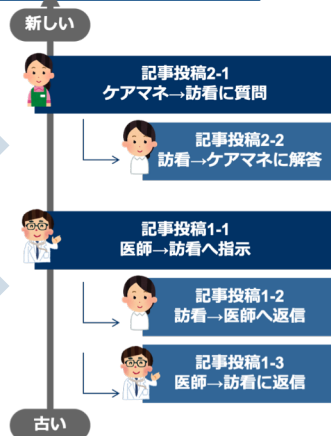 新しい
記事投稿2-1
ケアマネ→訪看に質問
記事投稿2-2
訪看→ケアマネに解答
記事投稿1-1
医師→訪看へ指示
記事投稿1-2
訪看→医師へ返信
記事投稿1-3
医師→訪看に返信
古い